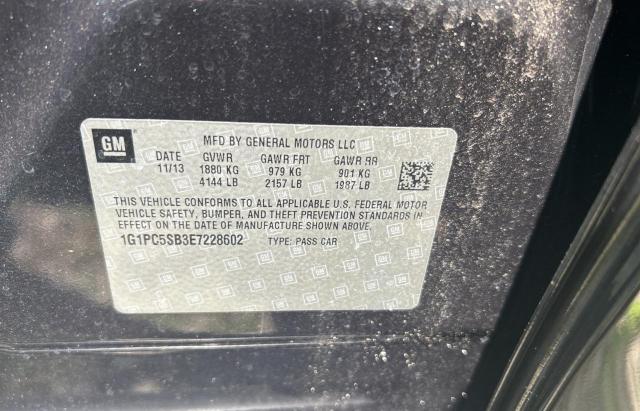 GM
MFD BY GENERAL MOTORS LLC
DATE GVWR GAWR FRT GAWR RR
11/13 1880 KG 979 KG 901 KG
4144 LB 2157 LB 1987 LB
THIS VEHICLE CONFORMS TO ALL APPLICABLE U.S. FEDERAL MOTOR
VEHICLE SAFETY, BUMPER, AND THEFT PREVENTION STANDARDS IN
EFFECT ON THE DATE OF MANUFACTURE SHOWN ABOVE.
1G1PC5SB3E7228602 TYPE: PASS CAR